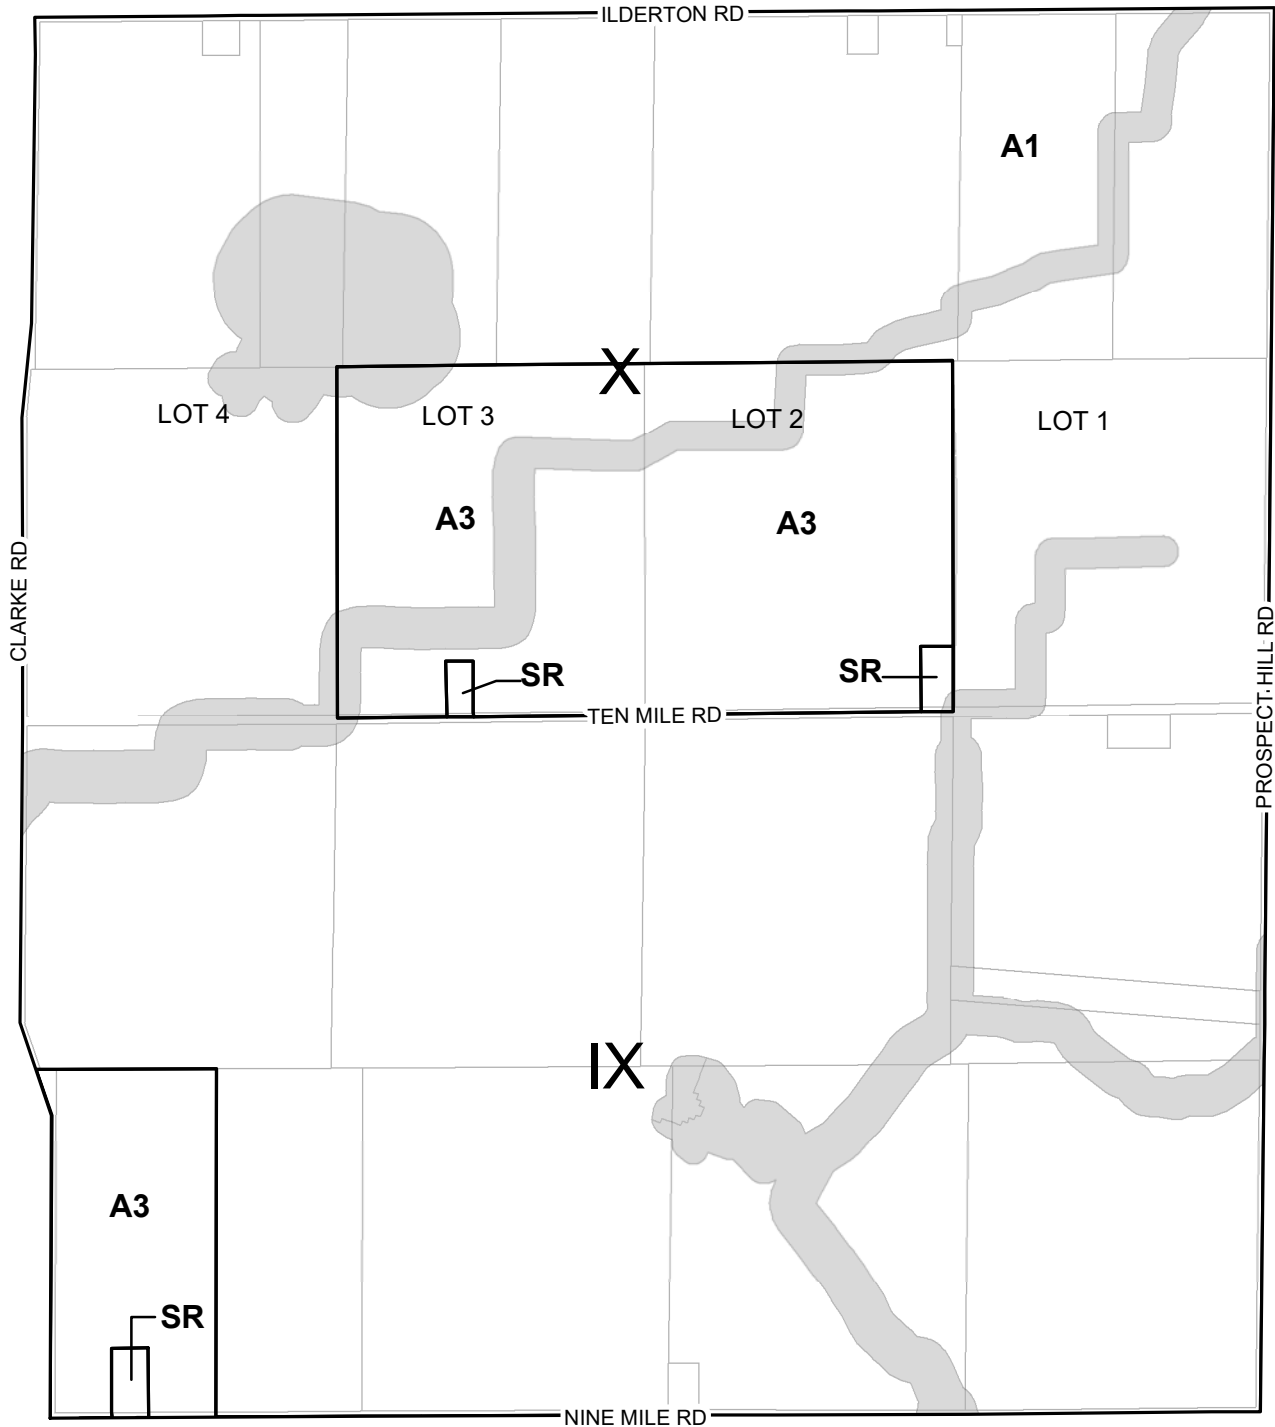 ILDERTON RD
A1
X
LOT 4
LOT 3
LOT 2
LOT 1
A3
A3
CLARKE RD
PROSPECT HILL RD
SR
SR
TEN MILE RD
IX
A3
SR
NINE MILE RD